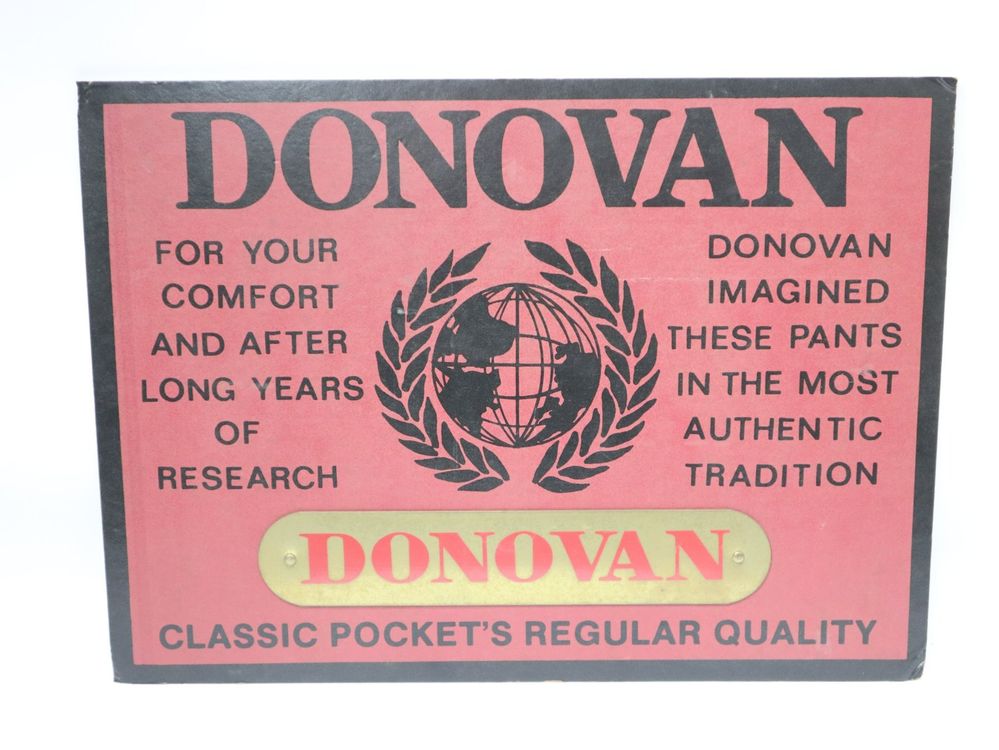 DONOVAN
FOR YOUR
COMFORT
AND AFTER
LONG YEARS
OF
RESEARCH
DONOVAN
IMAGINED
THESE PANTS
IN THE MOST
AUTHENTIC
TRADITION
DONOVAN
CLASSIC POCKET'S REGULAR QUALITY